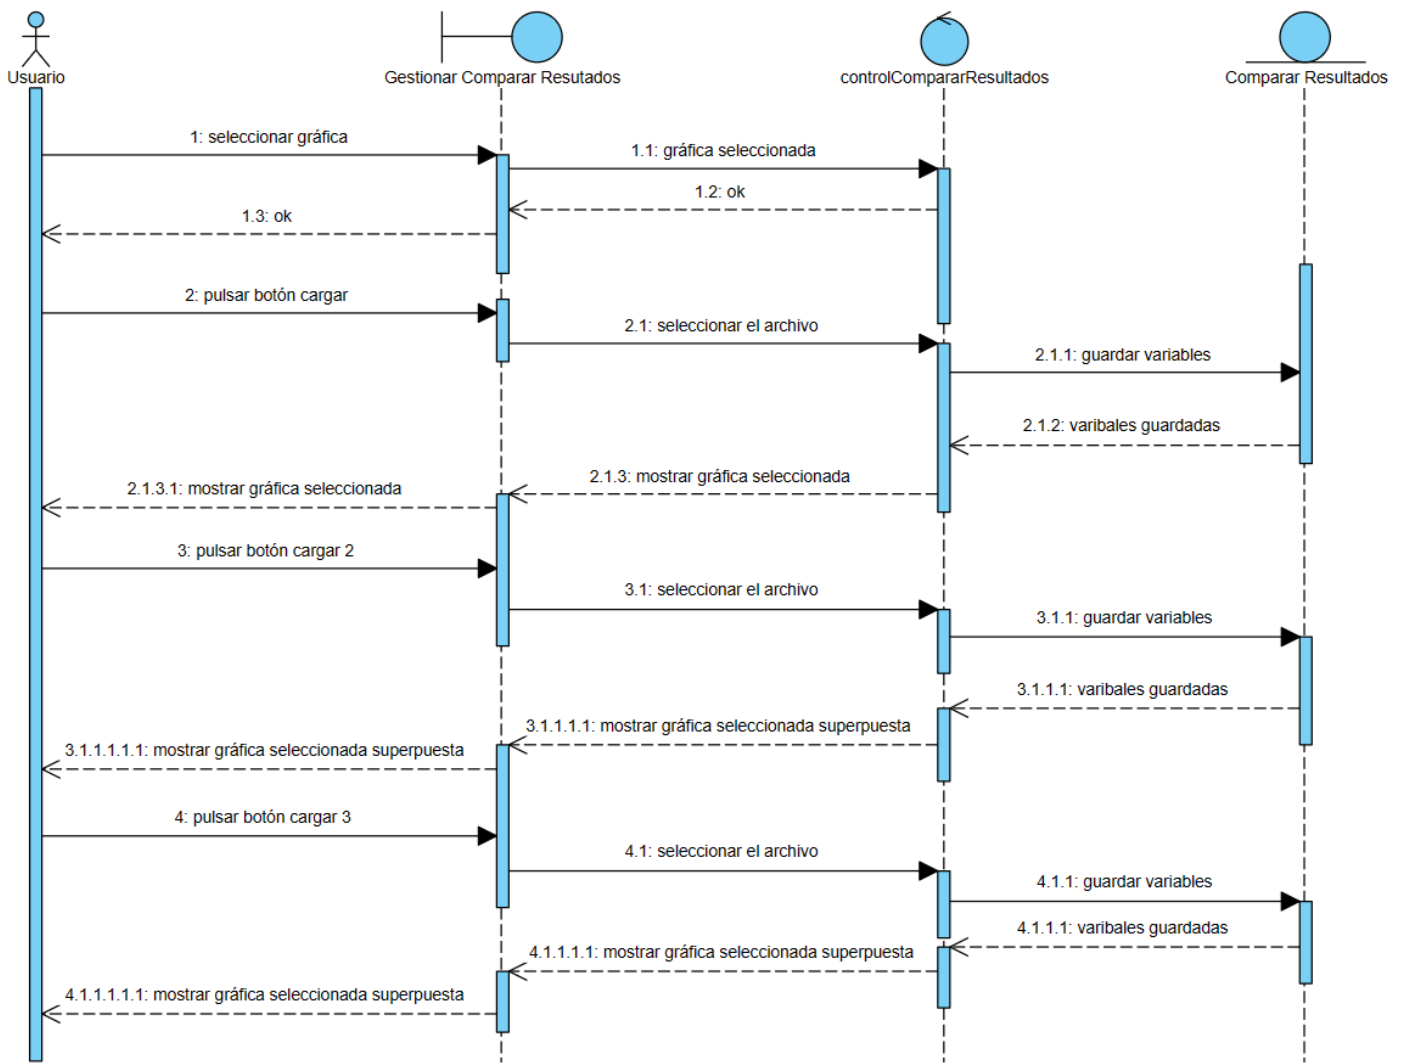 Usuario
Gestionar Comparar Resutados
controlCompararResultados
Comparar Resultados
1: seleccionar gráfica
1.1: gráfica seleccionada
1.2: ok
1.3: ok
2: pulsar botón cargar
2.1: seleccionar el archivo
2.1.1: guardar variables
2.1.2: varibales guardadas
2.1.3: mostrar gráfica seleccionada
2.1.3.1: mostrar gráfica seleccionada
3: pulsar botón cargar 2
3.1: seleccionar el archivo
3.1.1: guardar variables
3.1.1.1: varibales guardadas
3.1.1.1.1: mostrar gráfica seleccionada superpuesta
3.1.1.1.1.1: mostrar gráfica seleccionada superpuesta
4: pulsar botón cargar 3
4.1: seleccionar el archivo
4.1.1: guardar variables
4.1.1.1: varibales guardadas
4.1.1.1.1: mostrar gráfica seleccionada superpuesta
4.1.1.1.1.1: mostrar gráfica seleccionada superpuesta